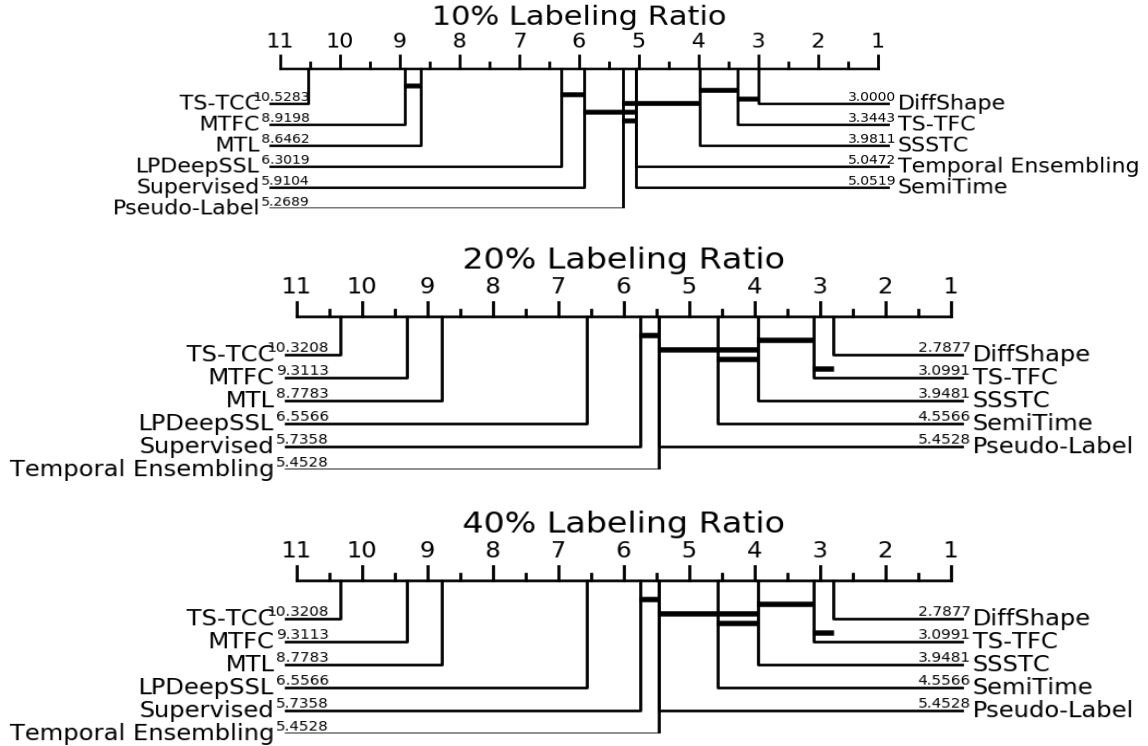 10% Labeling Ratio
11 10 9 8 7 6 5 4 3 2 1
TS-TCC 10.5283 3.0000 DiffShape
MTFC 8.9198 3.3443 TS-TFC
MTL 8.6462 3.9811 SSSTC
LPDeepSSL 6.3019 5.0472 Temporal Ensembling
Supervised 5.9104 5.0519 SemiTime
Pseudo-Label 5.2689
20% Labeling Ratio
11 10 9 8 7 6 5 4 3 2 1
TS-TCC 10.3208 2.7877 DiffShape
MTFC 9.3113 3.0991 TS-TFC
MTL 8.7783 3.9481 SSSTC
LPDeepSSL 6.5566 4.5566 SemiTime
Supervised 5.7358 5.4528 Pseudo-Label
Temporal Ensembling 5.4528
40% Labeling Ratio
11 10 9 8 7 6 5 4 3 2 1
TS-TCC 10.3208 2.7877 DiffShape
MTFC 9.3113 3.0991 TS-TFC
MTL 8.7783 3.9481 SSSTC
LPDeepSSL 6.5566 4.5566 SemiTime
Supervised 5.7358 5.4528 Pseudo-Label
Temporal Ensembling 5.4528